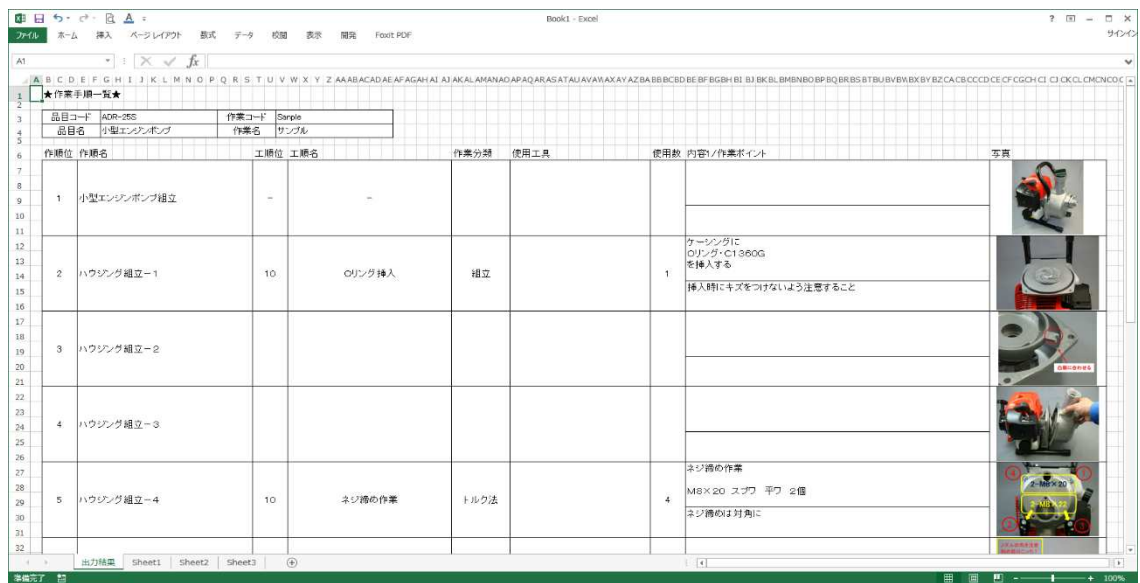 Book1 - Excel
ファイル ホーム 挿入 ページ レイアウト 数式 データ 校閲 表示 開発 Foxit PDF サインイン
A1 fx
★作業手順一覧★
品目コード ADR-25S 作業コード Sanple
品目名 小型エンジンポンプ 作業名 サンプル
作順位 作順名 工順位 工順名 作業分類 使用工具 使用数 内容1/作業ポイント 写真
1 小型エンジンポンプ組立 - -
ケーシングに
Oリング・C1360G
を挿入する
2 ハウジング組立-1 10 Oリング挿入 組立 1
挿入時にキズをつけないよう注意すること
3 ハウジング組立-2
4 ハウジング組立-3
ネジ締め作業
M8×20 スプワ 平ワ 2個
5 ハウジング組立-4 10 ネジ締め作業 トルク法 4
ネジ締めは対角に
2-M8×20
2-M8×22
出力結果 Sheet1 Sheet2 Sheet3
準備完了 100%